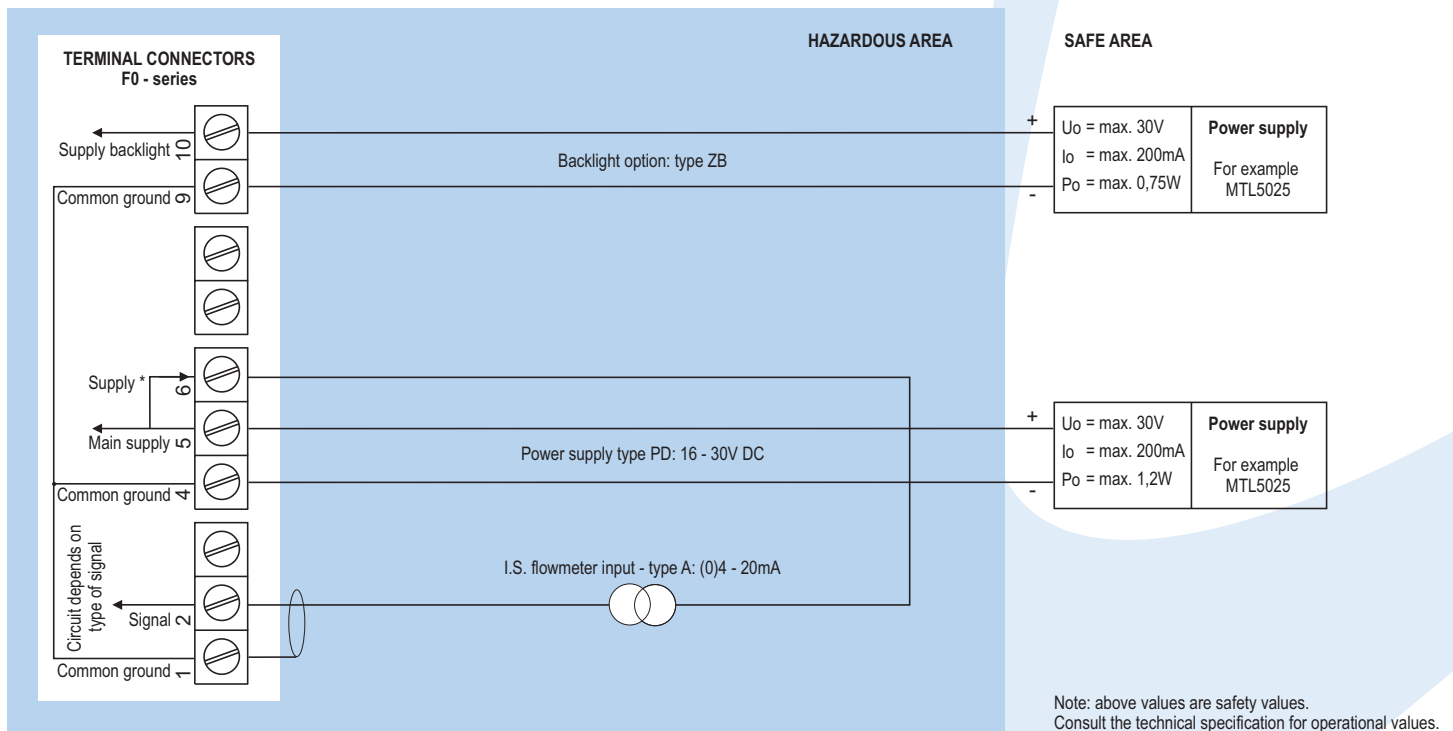 HAZARDOUS AREA
SAFE AREA
TERMINAL CONNECTORS
F0 - series
Supply backlight 10
Common ground 9
Backlight option: type ZB
+
-
Uo = max. 30V
Io = max. 200mA
Po = max. 0,75W
Power supply
For example
MTL5025
Supply * 6
Main supply 5
Common ground 4
Power supply type PD: 16 - 30V DC
+
-
Uo = max. 30V
Io = max. 200mA
Po = max. 1,2W
Power supply
For example
MTL5025
Circuit depends on
type of signal
Signal 2
Common ground 1
I.S. flowmeter input - type A: (0)4 - 20mA
Note: above values are safety values.
Consult the technical specification for operational values.